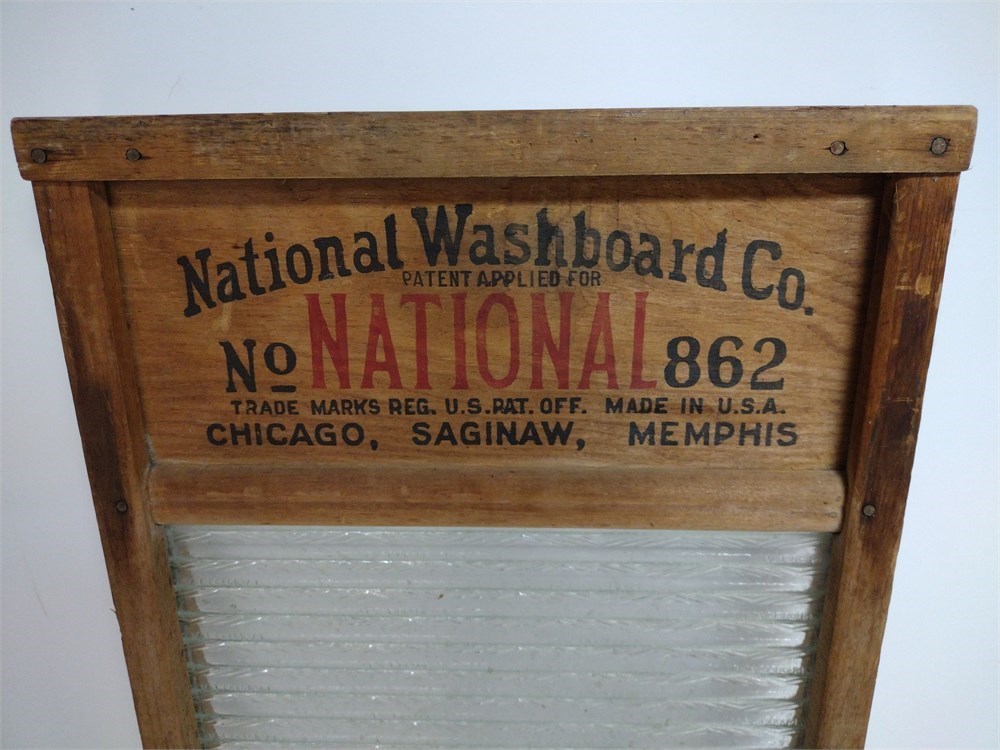 National Washboard Co.
PATENT APPLIED FOR
No NATIONAL 862
TRADE MARKS REG. U.S.PAT. OFF. MADE IN U.S.A.
CHICAGO, SAGINAW, MEMPHIS